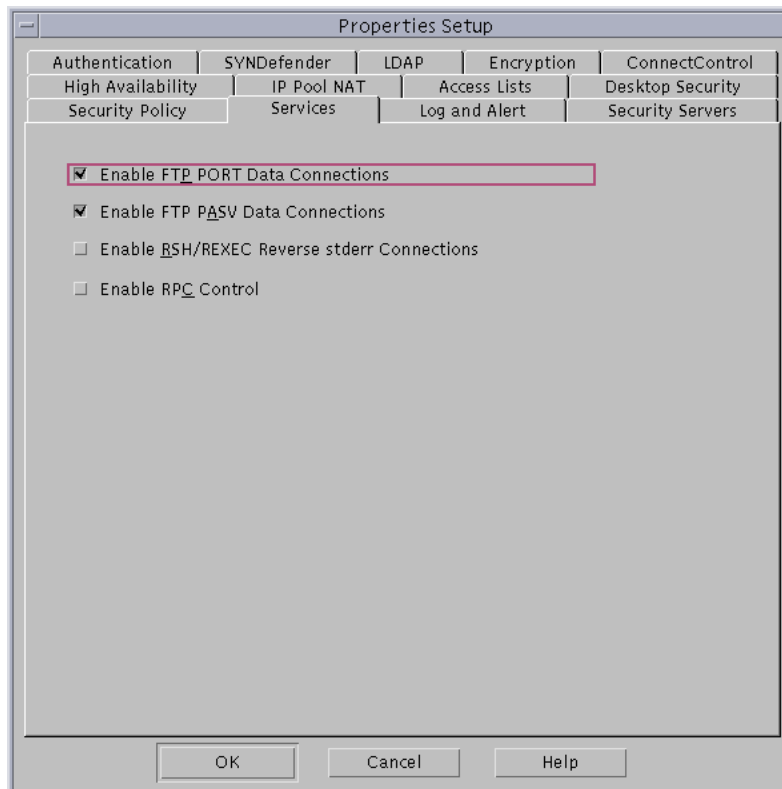 Properties Setup
Authentication SYNDefender LDAP Encryption ConnectControl
High Availability IP Pool NAT Access Lists Desktop Security
Security Policy Services Log and Alert Security Servers
Enable FTP PORT Data Connections
Enable FTP PASV Data Connections
Enable RSH/REXEC Reverse stderr Connections
Enable RPC Control
OK Cancel Help